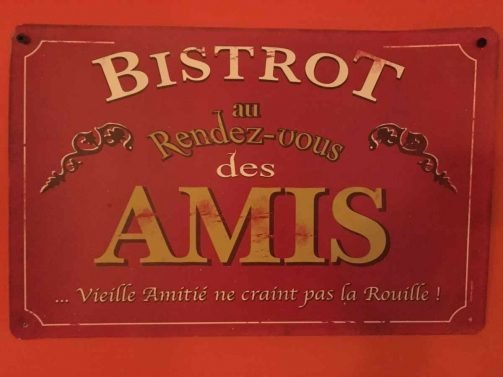 BISTROT
au
Rendez-vous
des
AMIS
... Vieille Amitié ne craint pas la Rouille !